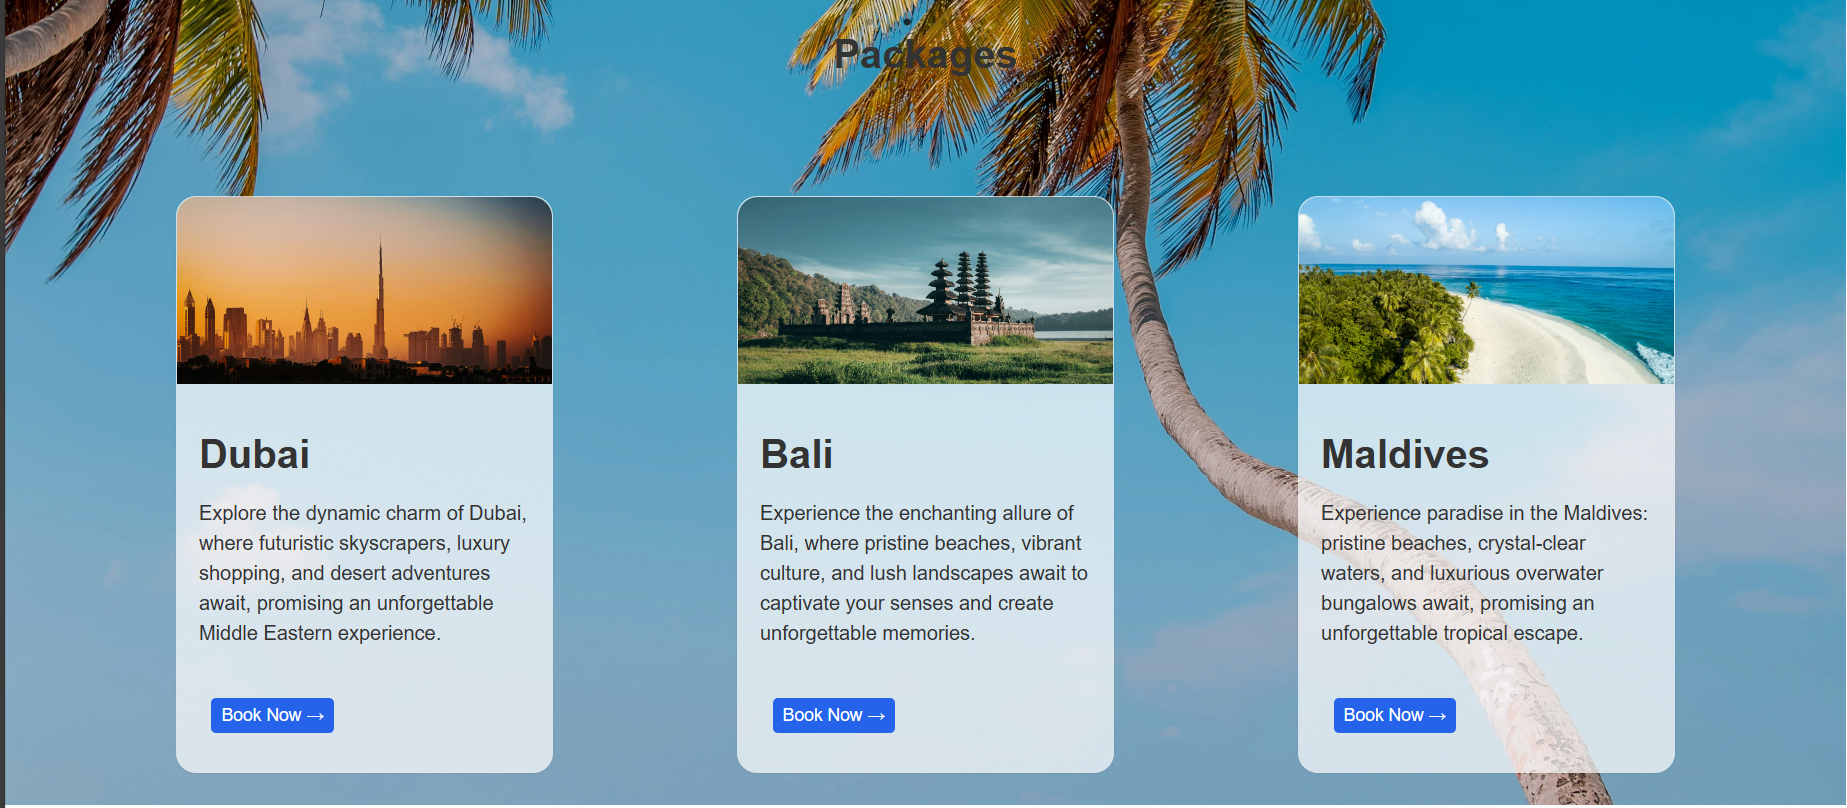 Packages
Dubai
Explore the dynamic charm of Dubai,
where futuristic skyscrapers, luxury
shopping, and desert adventures
await, promising an unforgettable
Middle Eastern experience.
Book Now →
Bali
Experience the enchanting allure of
Bali, where pristine beaches, vibrant
culture, and lush landscapes await to
captivate your senses and create
unforgettable memories.
Book Now →
Maldives
Experience paradise in the Maldives:
pristine beaches, crystal-clear
waters, and luxurious overwater
bungalows await, promising an
unforgettable tropical escape.
Book Now →